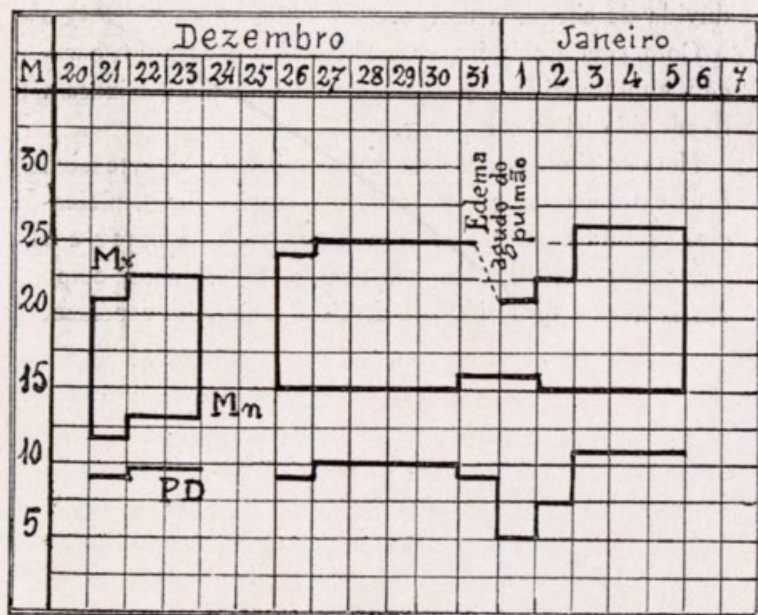 Dezembro Janeiro
M 20 21 22 23 24 25 26 27 28 29 30 31 1 2 3 4 5 6 7
30
Edema
agudo do
pulmão
25
Mx
20
15
Mn
10
PD
5